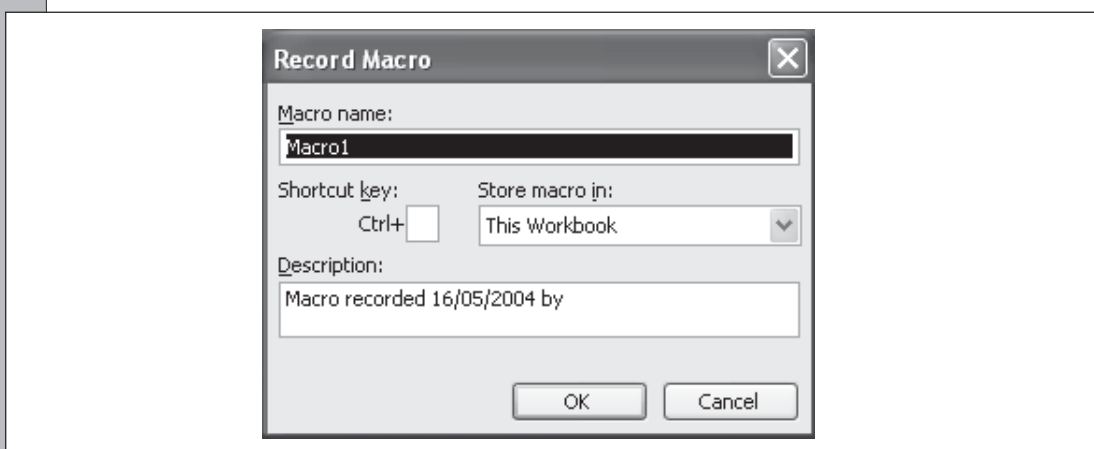 Record Macro
Macro name:
Macro1
Shortcut key: Store macro in:
Ctrl+ This Workbook
Description:
Macro recorded 16/05/2004 by
OK Cancel